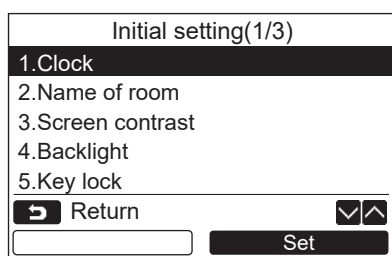 Initial setting(1/3)
1.Clock
2.Name of room
3.Screen contrast
4.Backlight
5.Key lock
Return
Set